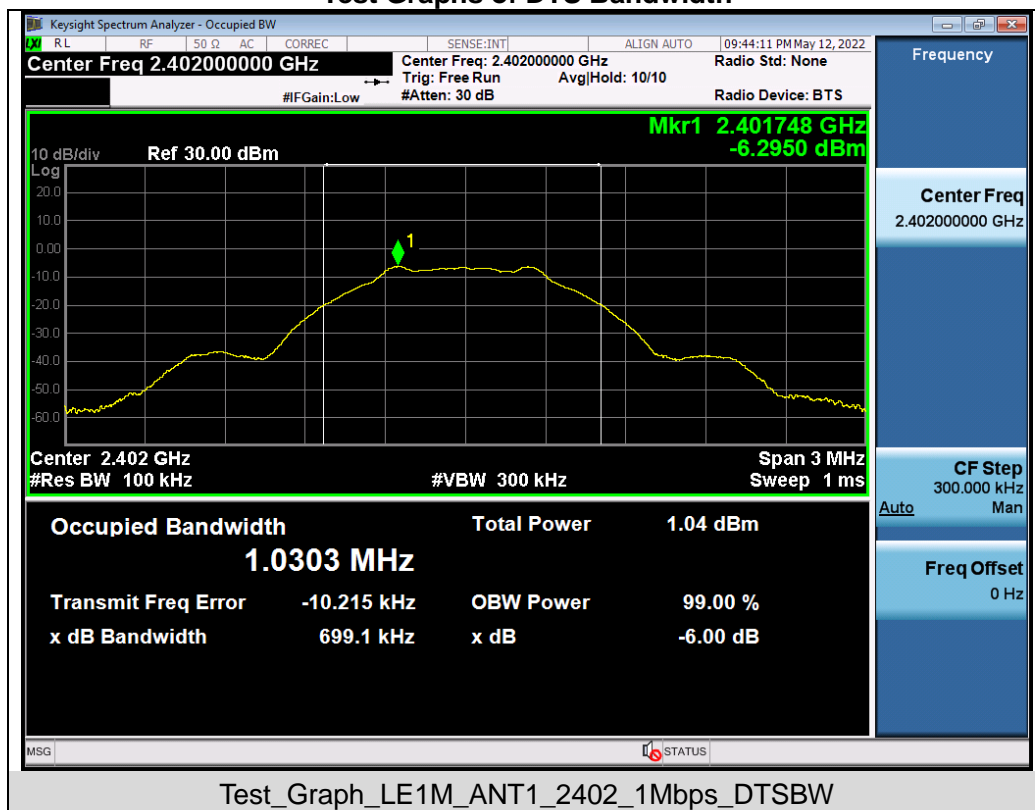 Test Graphs of DTS Bandwidth
Keysight Spectrum Analyzer - Occupied BW
LXI RL RF 50 Ω AC CORREC SENSE:INT ALIGN AUTO 09:44:11 PM May 12, 2022
Center Freq 2.402000000 GHz
Center Freq: 2.402000000 GHz
Radio Std: None
Trig: Free Run Avg|Hold: 10/10
#IFGain:Low #Atten: 30 dB Radio Device: BTS
Mkr1 2.401748 GHz
-6.2950 dBm
10 dB/div Ref 30.00 dBm
Log
20.0
10.0
0.00
-10.0
-20.0
-30.0
-40.0
-50.0
-60.0
1
Center 2.402 GHz Span 3 MHz
#Res BW 100 kHz #VBW 300 kHz Sweep 1 ms
Occupied Bandwidth Total Power 1.04 dBm
1.0303 MHz
Transmit Freq Error -10.215 kHz OBW Power 99.00 %
x dB Bandwidth 699.1 kHz x dB -6.00 dB
Frequency
Center Freq
2.402000000 GHz
CF Step
300.000 kHz
Auto Man
Freq Offset
0 Hz
MSG STATUS
Test_Graph_LE1M_ANT1_2402_1Mbps_DTSBW